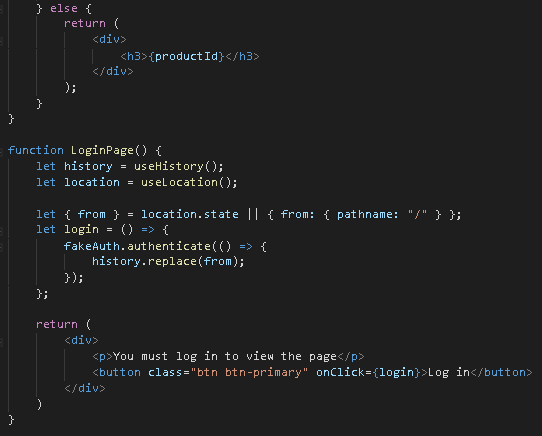 } else {
        return (
            <div>
                <h3>{productId}</h3>
            </div>
        );
    }
}

function LoginPage() {
    let history = useHistory();
    let location = useLocation();

    let { from } = location.state || { from: { pathname: "/" } };
    let login = () => {
        fakeAuth.authenticate(() => {
            history.replace(from);
        });
    };

    return (
        <div>
            <p>You must log in to view the page</p>
            <button class="btn btn-primary" onClick={login}>Log in</button>
        </div>
    )
}